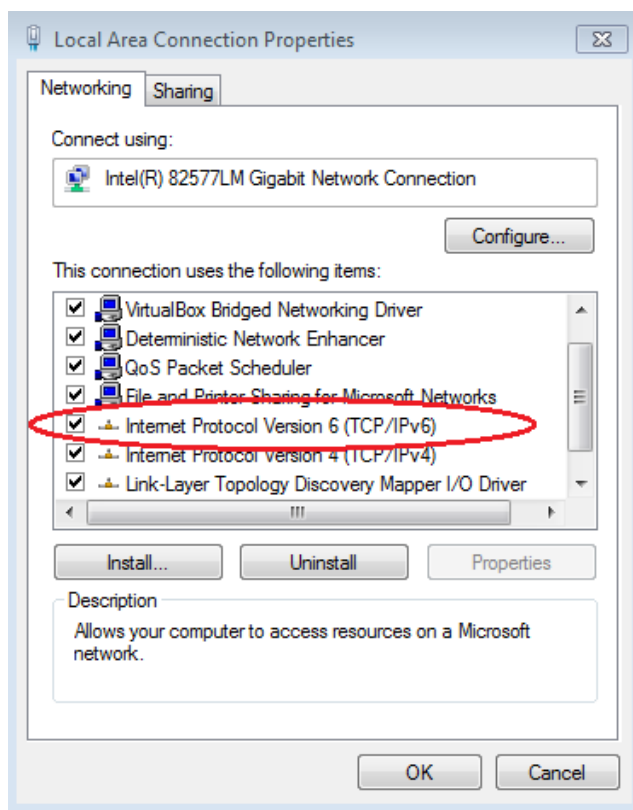 Local Area Connection Properties
Networking Sharing
Connect using:
Intel(R) 82577LM Gigabit Network Connection
Configure...
This connection uses the following items:
VirtualBox Bridged Networking Driver
Deterministic Network Enhancer
QoS Packet Scheduler
File and Printer Sharing for Microsoft Networks
Internet Protocol Version 6 (TCP/IPv6)
Internet Protocol Version 4 (TCP/IPv4)
Link-Layer Topology Discovery Mapper I/O Driver
Install... Uninstall Properties
Description
Allows your computer to access resources on a Microsoft
network.
OK Cancel